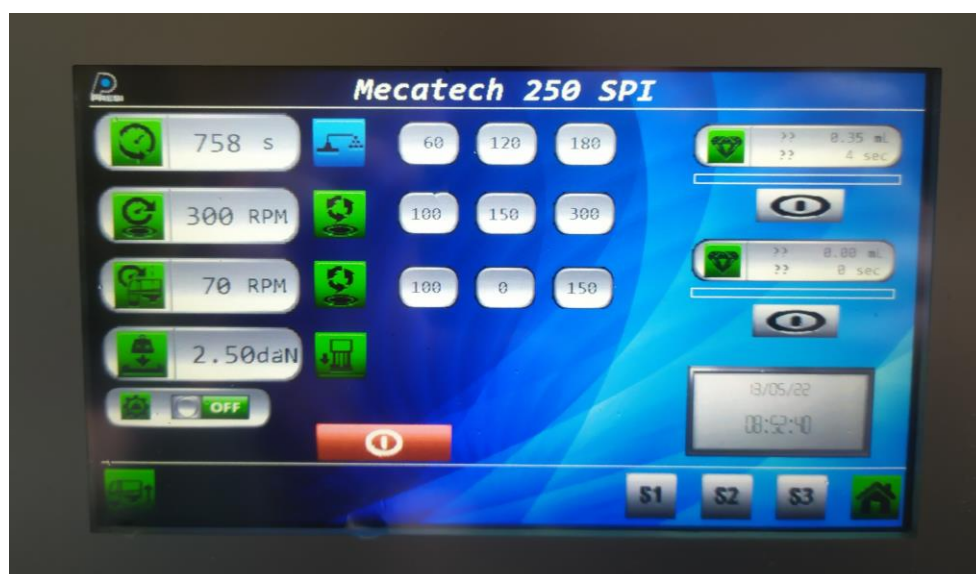 PRESI
Mecatech 250 SPI
758 s
60
120
180
?? 0.35 mL
?? 4 sec
300 RPM
100
150
300
70 RPM
100
0
150
?? 0.00 mL
?? 0 sec
2.50daN
OFF
13/05/22
08:52:40
S1
S2
S3